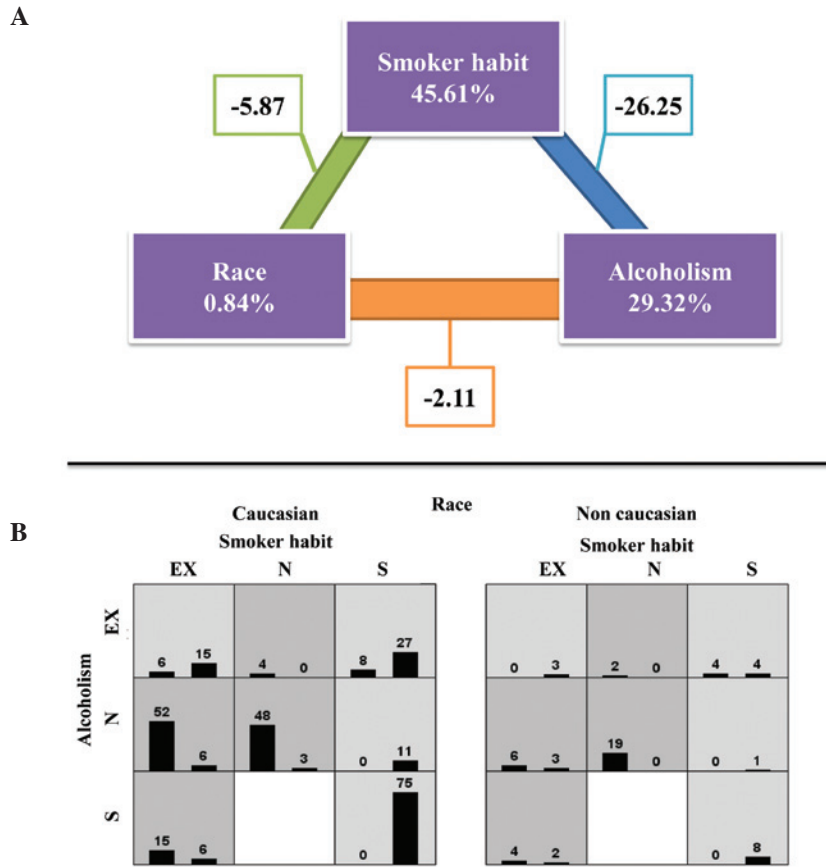 A
Smoker habit
45.61%
-5.87
-26.25
Race
0.84%
Alcoholism
29.32%
-2.11
B
Race
Caucasian
Non caucasian
Smoker habit
Smoker habit
EX N S
EX N S
Alcoholism
EX
6 15 4 0 8 27
0 3 2 0 4 4
N
52 6 48 3 0 11
6 3 19 0 0 1
S
15 6 0 75
4 2 0 8